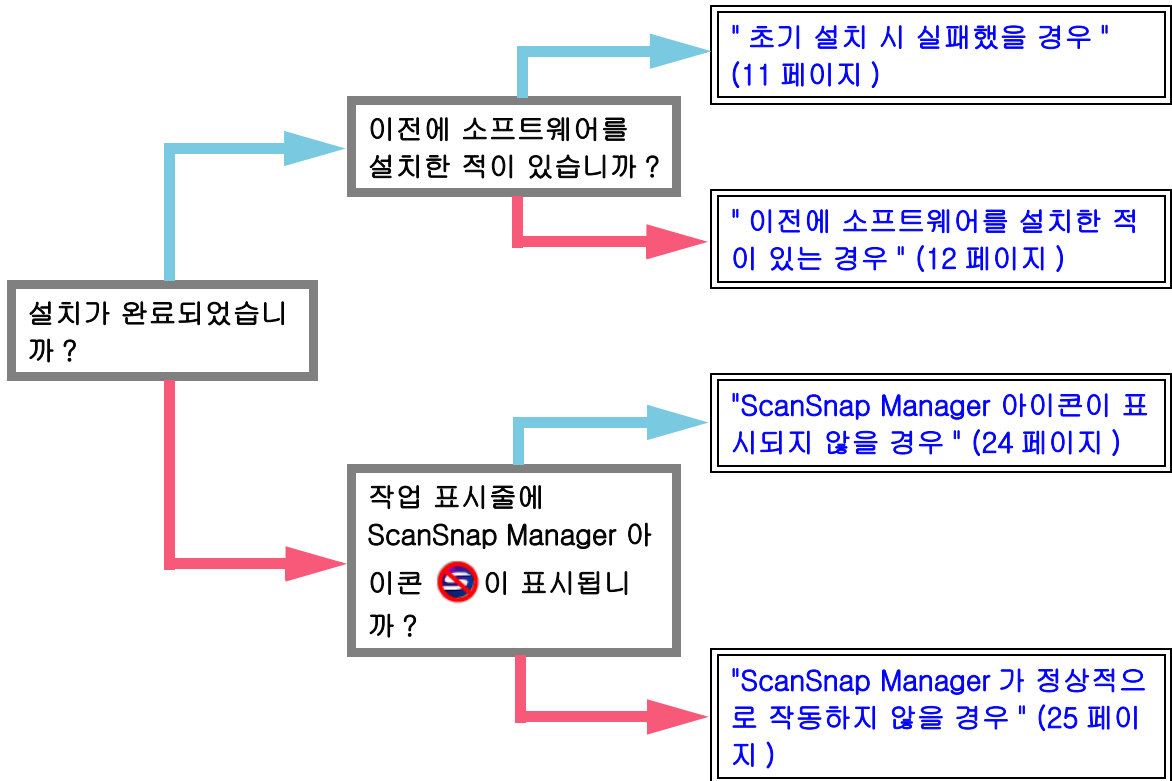 설치가 완료되었습니
까 ?
이전에 소프트웨어를
설치한 적이 있습니까 ?
" 초기 설치 시 실패했을 경우 "
(11 페이지 )
" 이전에 소프트웨어를 설치한 적
이 있는 경우 " (12 페이지 )
작업 표시줄에
ScanSnap Manager 아
이콘 이 표시됩니
까 ?
"ScanSnap Manager 아이콘이 표
시되지 않을 경우 " (24 페이지 )
"ScanSnap Manager 가 정상적으
로 작동하지 않을 경우 " (25 페이
지 )